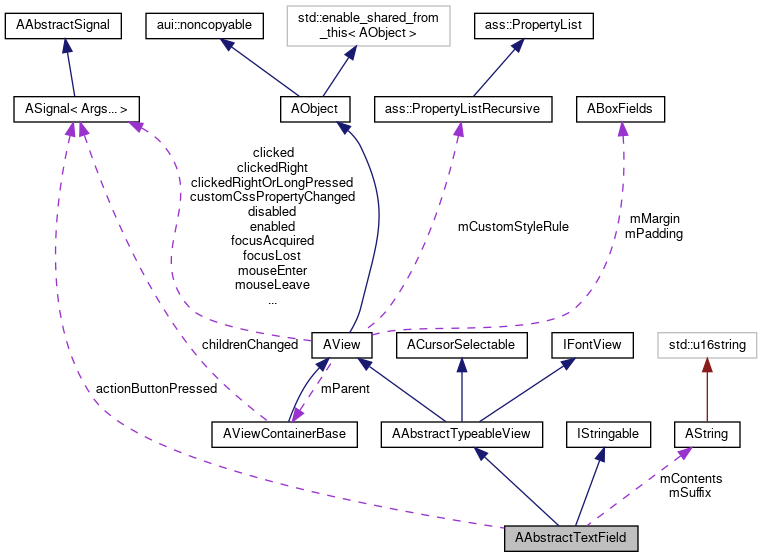 AAbstractSignal
aui::noncopyable
std::enable_shared_from
_this< AObject >
ass::PropertyList
ASignal< Args... >
AObject
ass::PropertyListRecursive
ABoxFields
clicked
clickedRight
clickedRightOrLongPressed
customCssPropertyChanged
disabled
enabled
focusAcquired
focusLost
mouseEnter
mouseLeave
...
mCustomStyleRule
mMargin
mPadding
childrenChanged
AView
ACursorSelectable
IFontView
std::u16string
actionButtonPressed
mParent
AViewContainerBase
AAbstractTypeableView
IStringable
AString
mContents
mSuffix
AAbstractTextField